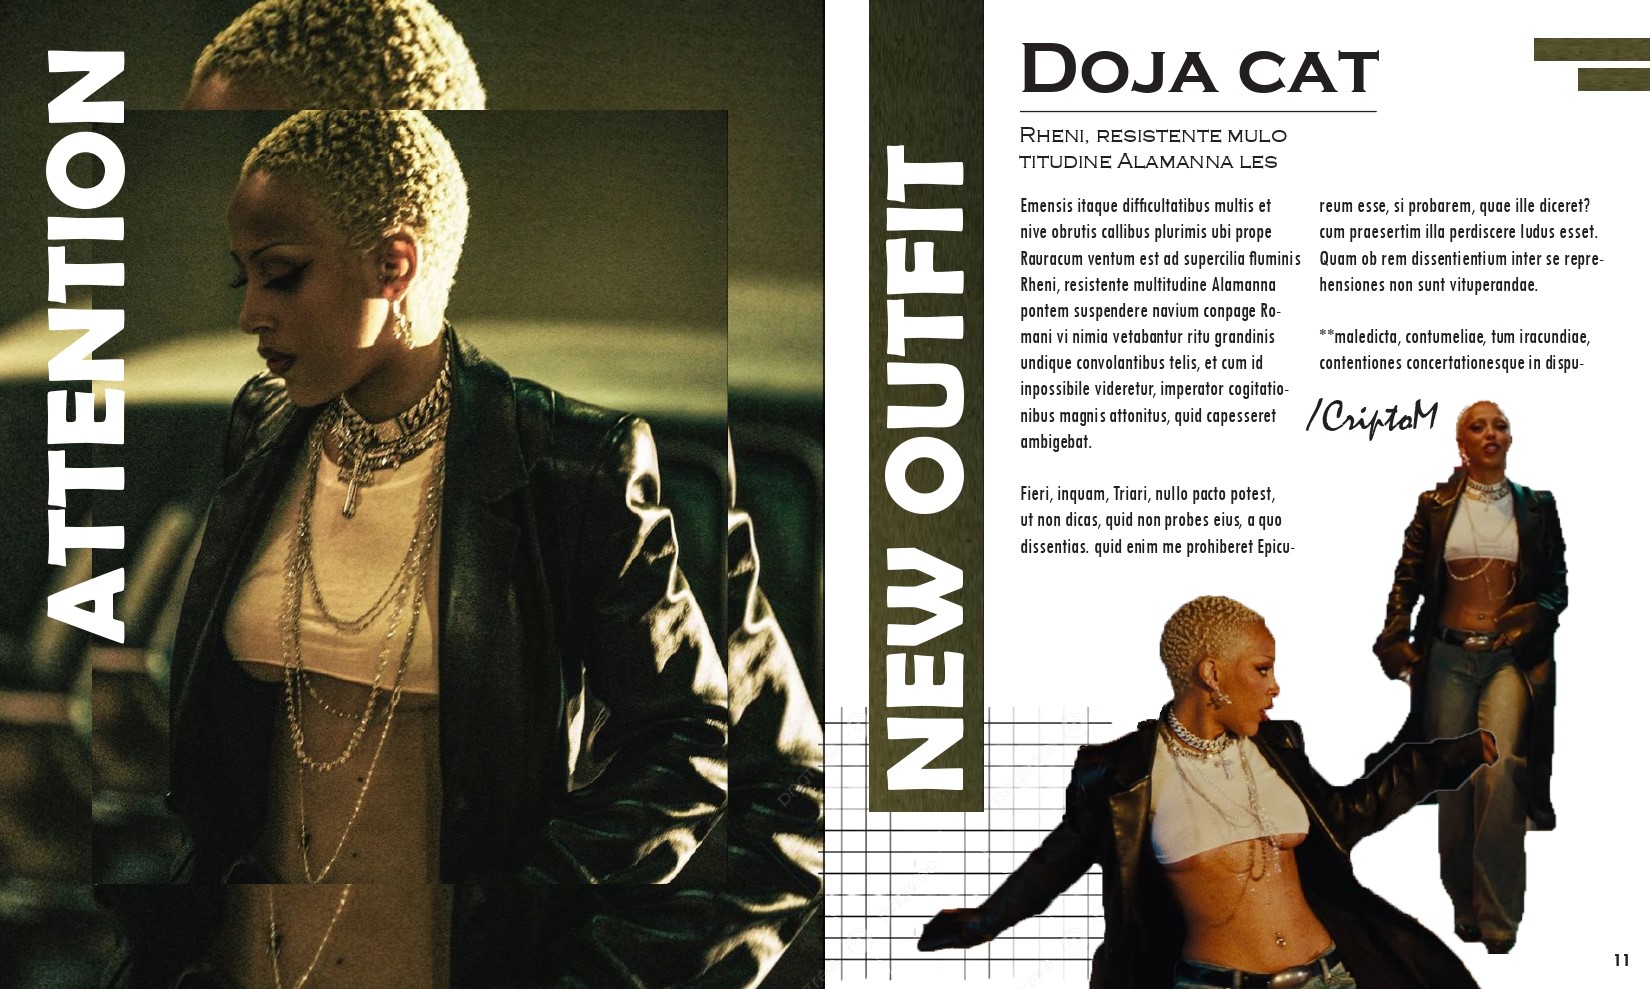 ATTENTION
NEW OUTFIT
DOJA CAT
RHENI, RESISTENTE MULO
TITUDINE ALAMANNA LES
Emensis itaque difficultatibus multis et
nive obrutis callibus plurimis ubi prope
Rauracum ventum est ad supercilia fluminis
Rheni, resistente multitudine Alamanna
pontem suspendere navium conpage Ro-
mani vi nimia vetabantur ritu grandinis
undique convolantibus telis, et cum id
inpossibile videretur, imperator cogitatio-
nibus magnis attonitus, quid capesseret
ambigebat.
Fieri, inquam, Triari, nullo pacto potest,
ut non dicas, quid non probes eius, a quo
dissentias. quid enim me prohiberet Epicu-
reum esse, si probarem, quae ille diceret?
cum praesertim illa perdiscere ludus esset.
Quam ob rem dissentientium inter se repre-
hensiones non sunt vituperandae.
**maledicta, contumeliae, tum iracundiae,
contentiones concertationesque in dispu-
/CriptoM
11